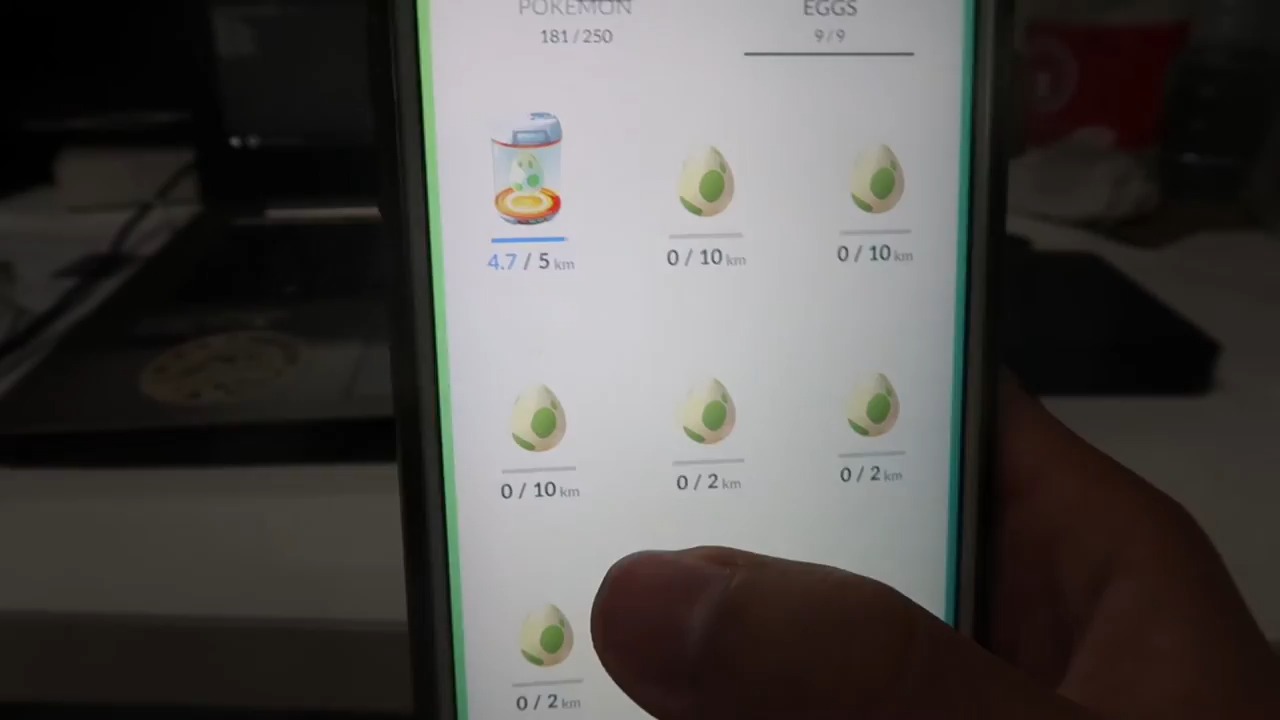 POKÉMON
EGGS
181 / 250
9 / 9
4.7 / 5 km
0 / 10 km
0 / 10 km
0 / 10 km
0 / 2 km
0 / 2 km
0 / 2 km